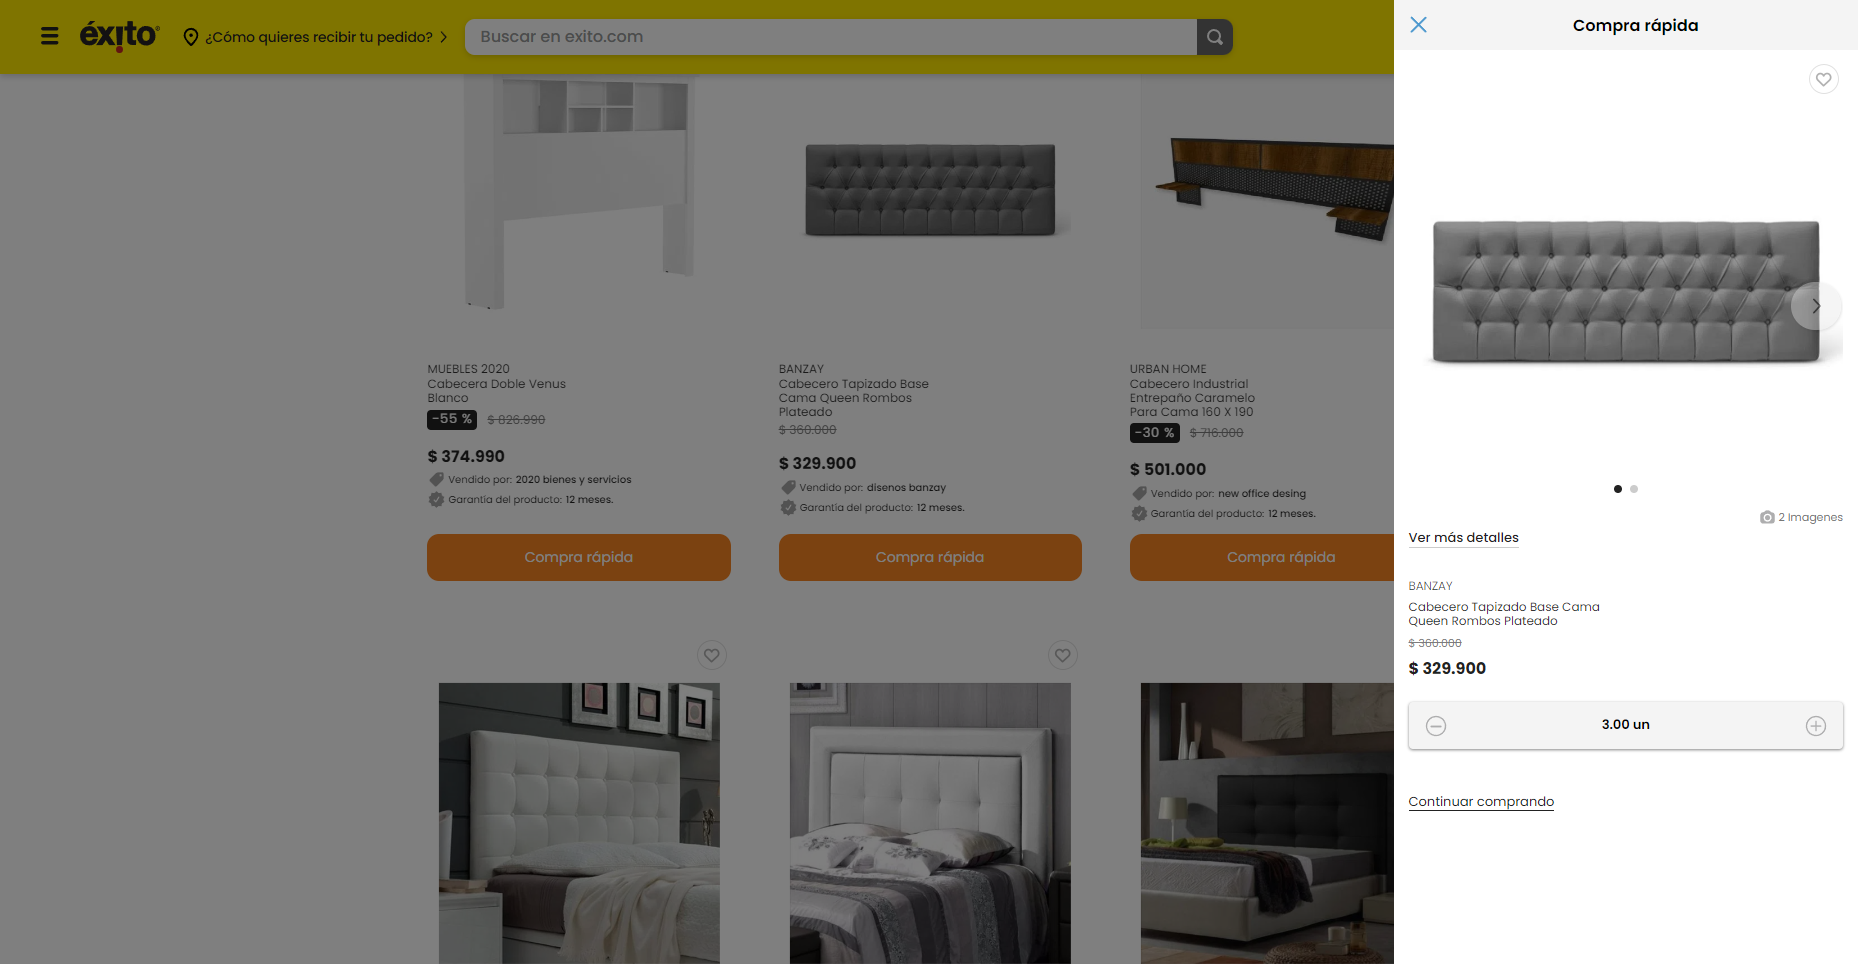 éxito
¿Cómo quieres recibir tu pedido?
Buscar en exito.com
MUEBLES 2020
Cabecera Doble Venus
Blanco
-55 % $ 826.990
$ 374.990
Vendido por: 2020 bienes y servicios
Garantía del producto: 12 meses.
Compra rápida
BANZAY
Cabecero Tapizado Base
Cama Queen Rombos
Plateado
$ 360.000
$ 329.900
Vendido por: disenos banzay
Garantía del producto: 12 meses.
Compra rápida
URBAN HOME
Cabecero Industrial
Entrepaño Caramelo
Para Cama 160 X 190
-30 % $ 716.000
$ 501.000
Vendido por: new office desing
Garantía del producto: 12 meses.
Compra rápida
Compra rápida
2 Imagenes
Ver más detalles
BANZAY
Cabecero Tapizado Base Cama
Queen Rombos Plateado
$ 360.000
$ 329.900
3.00 un
Continuar comprando